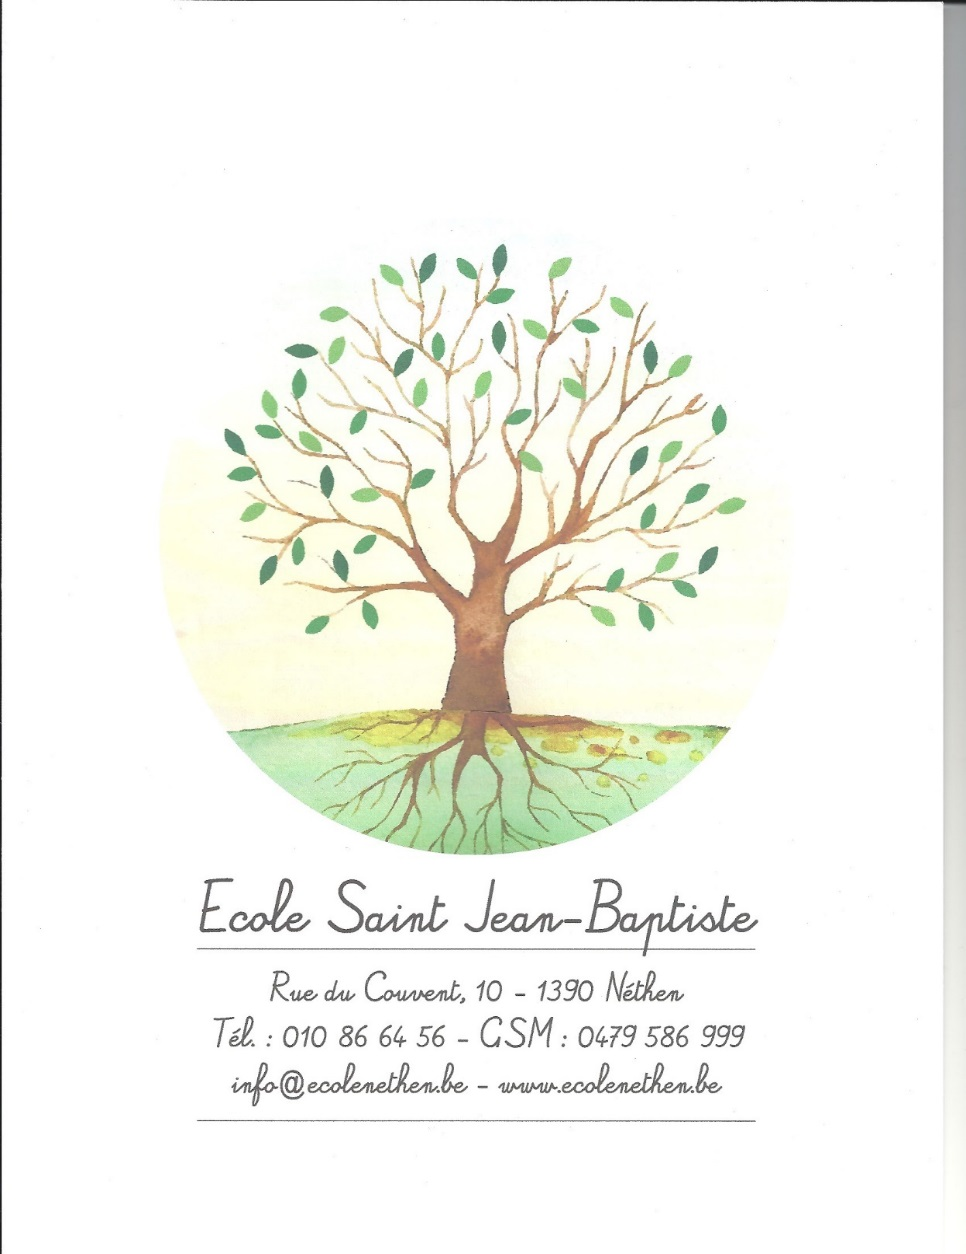 Ecole Saint Jean-Baptiste
Rue du Couvent, 10 - 1390 Néthen
Tél. : 010 86 64 56 - GSM : 0479 586 999
info@ecolenethen.be - www.ecolenethen.be